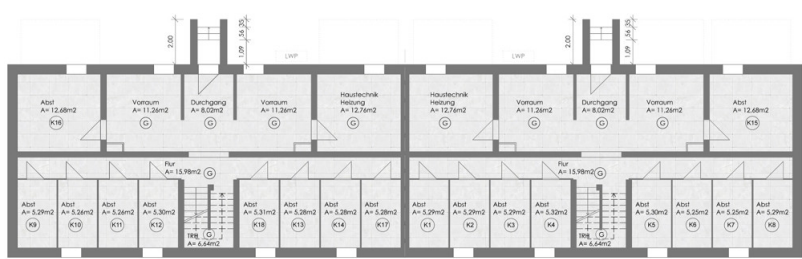 2.00
1.09 .56 .35
LWP
2.00
1.09 .56 .35
LWP
Abst
A= 12.68m2
K16
Vorraum
A= 11.26m2
G
Durchgang
A= 8.02m2
G
Vorraum
A= 11.26m2
G
Haustechnik
Heizung
A= 12.76m2
G
Haustechnik
Heizung
A= 12.76m2
G
Vorraum
A= 11.26m2
G
Durchgang
A= 8.02m2
G
Vorraum
A= 11.26m2
G
Abst
A= 12.68m2
K15
Flur
A= 15.98m2
G
Flur
A= 15.98m2
G
Abst
A= 5.29m2
K9
Abst
A= 5.26m2
K10
Abst
A= 5.26m2
K11
Abst
A= 5.30m2
K12
TRH
A= 6.64m2
G
Abst
A= 5.31m2
K18
Abst
A= 5.28m2
K13
Abst
A= 5.28m2
K14
Abst
A= 5.28m2
K17
Abst
A= 5.29m2
K1
Abst
A= 5.29m2
K2
Abst
A= 5.29m2
K3
Abst
A= 5.32m2
K4
TRH
A= 6.64m2
G
Abst
A= 5.30m2
K5
Abst
A= 5.25m2
K6
Abst
A= 5.25m2
K7
Abst
A= 5.29m2
K8